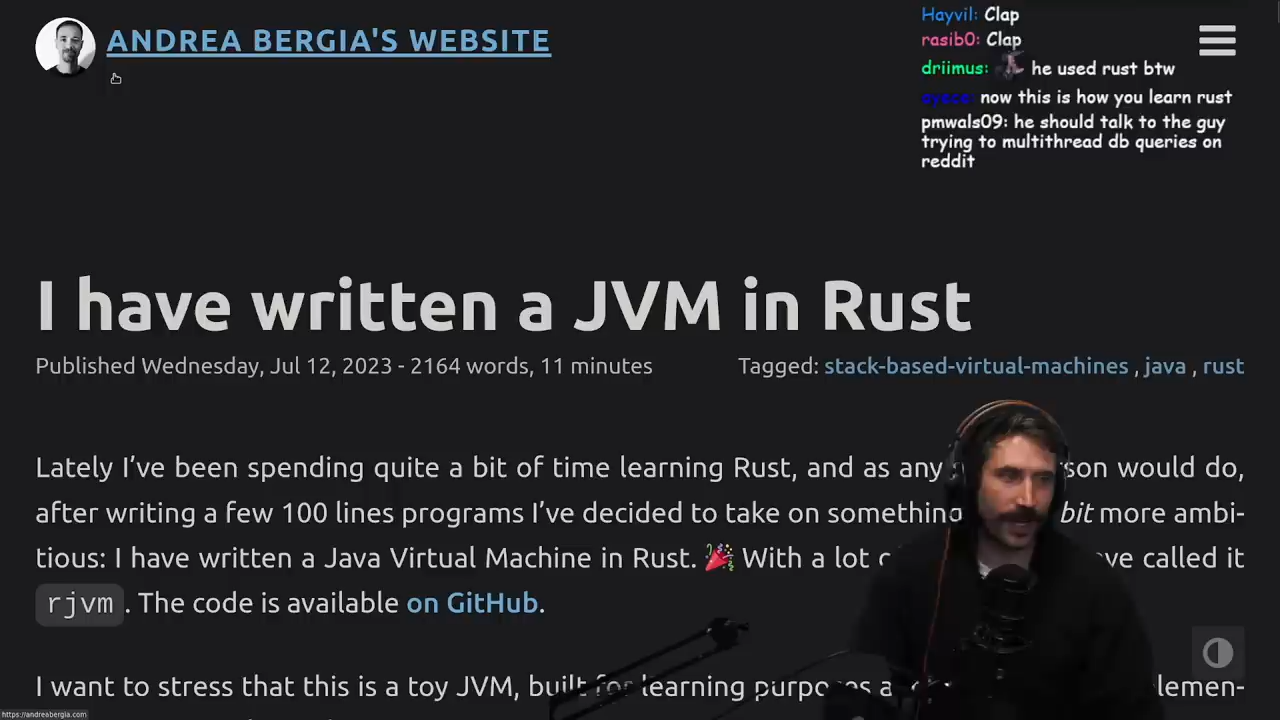 ANDREA BERGIA'S WEBSITE
Hayvil: Clap
rasib0: Clap
driimus: he used rust btw
now this is how you learn rust
pmwals09: he should talk to the guy
trying to multithread db queries on
reddit
I have written a JVM in Rust
Published Wednesday, Jul 12, 2023 - 2164 words, 11 minutes
Tagged: stack-based-virtual-machines , java , rust
Lately I’ve been spending quite a bit of time learning Rust, and as any son would do,
after writing a few 100 lines programs I’ve decided to take on something bit more ambi-
tious: I have written a Java Virtual Machine in Rust. 🎉 With a lot ve called it
rjvm . The code is available on GitHub.
I want to stress that this is a toy JVM, built for learning purposes a lemen-
https://andreabergia.com